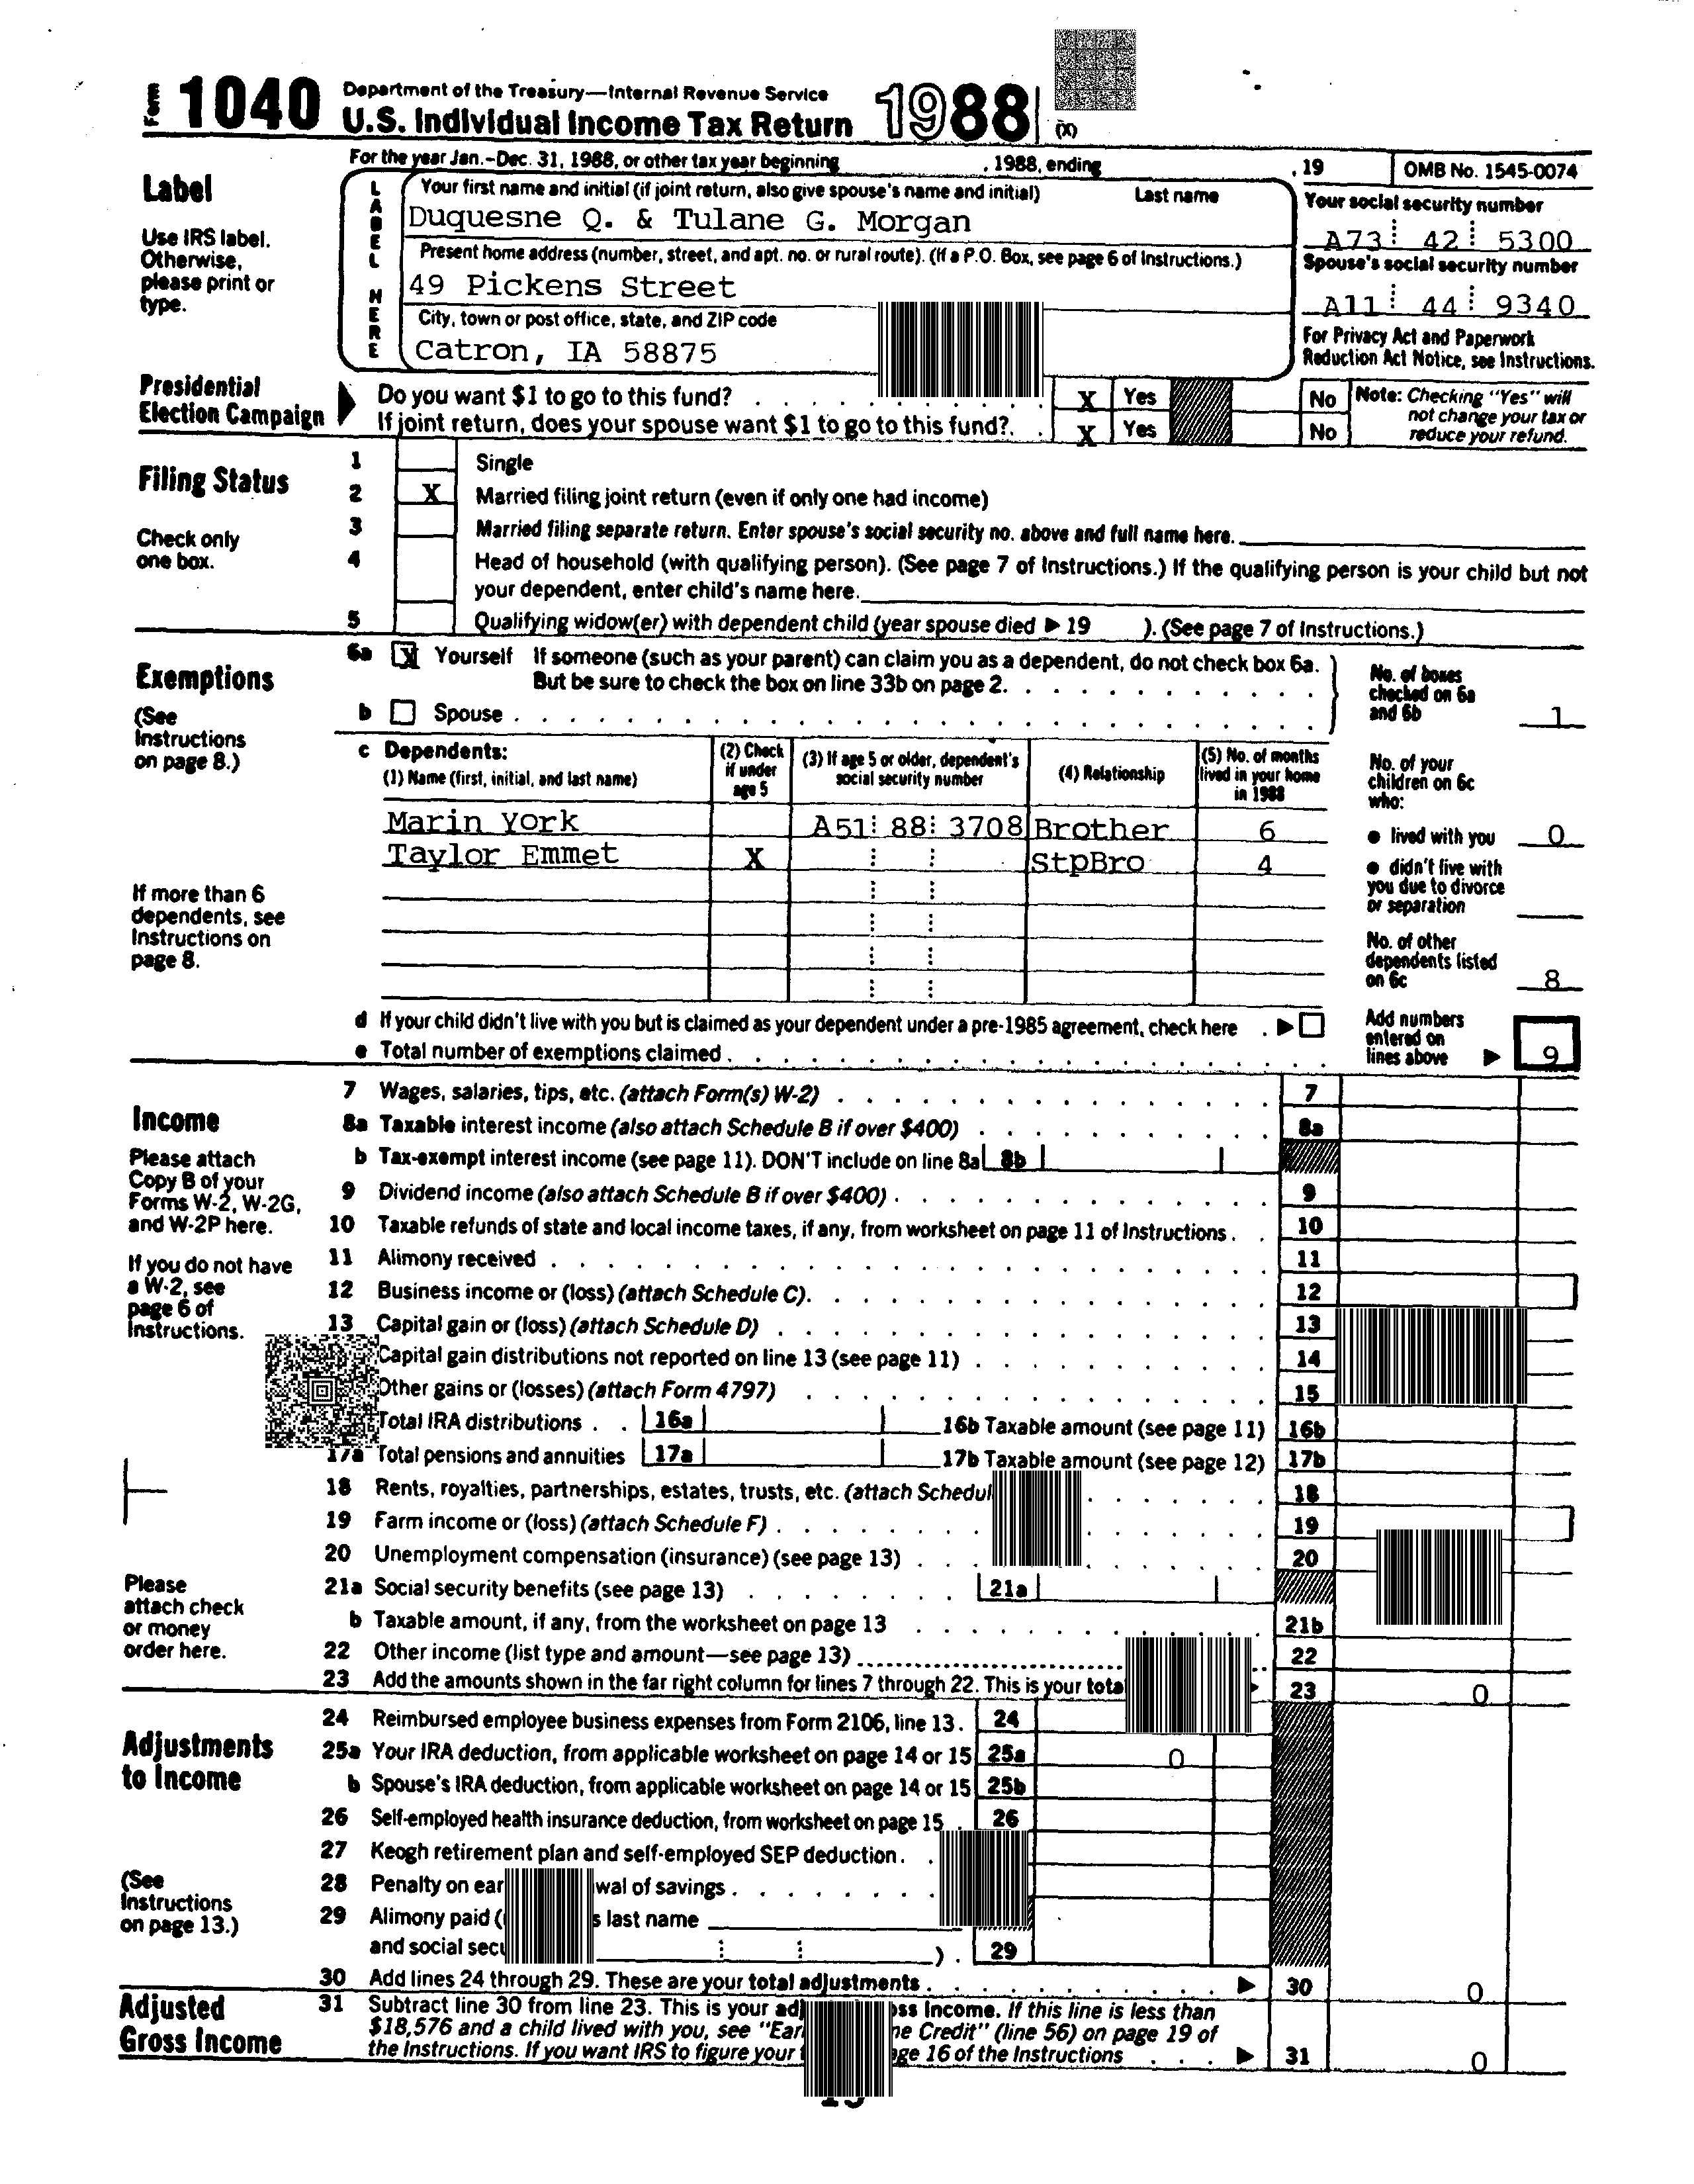 Form 1040 Department of the Treasury—Internal Revenue Service
U.S. Individual Income Tax Return 1988 (X)
For the year Jan.-Dec. 31, 1988, or other tax year beginning , 1988, ending , 19 OMB No. 1545-0074
Label
Use IRS label.
Otherwise,
please print or
type.
LABEL HERE
Your first name and initial (if joint return, also give spouse's name and initial) Last name
Duquesne Q. & Tulane G. Morgan
Present home address (number, street, and apt. no. or rural route). (If a P.O. Box, see page 6 of Instructions.)
49 Pickens Street
City, town or post office, state, and ZIP code
Catron, IA 58875
Your social security number
A73 42 5300
Spouse's social security number
A11 44 9340
For Privacy Act and Paperwork
Reduction Act Notice, see Instructions.
Presidential
Election Campaign
Do you want $1 to go to this fund? X Yes No
If joint return, does your spouse want $1 to go to this fund? X Yes No
Note: Checking "Yes" will
not change your tax or
reduce your refund.
Filing Status
Check only
one box.
1 Single
2 X Married filing joint return (even if only one had income)
3 Married filing separate return. Enter spouse's social security no. above and full name here.
4 Head of household (with qualifying person). (See page 7 of Instructions.) If the qualifying person is your child but not
your dependent, enter child's name here.
5 Qualifying widow(er) with dependent child (year spouse died ▶ 19 ). (See page 7 of Instructions.)
Exemptions
(See
Instructions
on page 8.)
6a X Yourself If someone (such as your parent) can claim you as a dependent, do not check box 6a.
But be sure to check the box on line 33b on page 2.
b Spouse
No. of boxes
checked on 6a
and 6b 1
c Dependents:
(1) Name (first, initial, and last name)
(2) Check
if under
age 5
(3) If age 5 or older, dependent's
social security number
(4) Relationship
(5) No. of months
lived in your home
in 1988
Marin York A51 88 3708 Brother 6
Taylor Emmet X StpBro 4
No. of your
children on 6c
who:
● lived with you 0
● didn't live with
you due to divorce
or separation
No. of other
dependents listed
on 6c 8
If more than 6
dependents, see
Instructions on
page 8.
d If your child didn't live with you but is claimed as your dependent under a pre-1985 agreement, check here ▶
e Total number of exemptions claimed
Add numbers
entered on
lines above ▶ 9
Income
Please attach
Copy B of your
Forms W-2, W-2G,
and W-2P here.
If you do not have
a W-2, see
page 6 of
Instructions.
Please
attach check
or money
order here.
7 Wages, salaries, tips, etc. (attach Form(s) W-2) 7
8a Taxable interest income (also attach Schedule B if over $400) 8a
b Tax-exempt interest income (see page 11). DON'T include on line 8a 8b
9 Dividend income (also attach Schedule B if over $400) 9
10 Taxable refunds of state and local income taxes, if any, from worksheet on page 11 of Instructions 10
11 Alimony received 11
12 Business income or (loss) (attach Schedule C) 12
13 Capital gain or (loss) (attach Schedule D) 13
Capital gain distributions not reported on line 13 (see page 11) 14
Other gains or (losses) (attach Form 4797) 15
Total IRA distributions 16a 16b Taxable amount (see page 11) 16b
17a Total pensions and annuities 17a 17b Taxable amount (see page 12) 17b
18 Rents, royalties, partnerships, estates, trusts, etc. (attach Schedul 18
19 Farm income or (loss) (attach Schedule F) 19
20 Unemployment compensation (insurance) (see page 13) 20
21a Social security benefits (see page 13) 21a
b Taxable amount, if any, from the worksheet on page 13 21b
22 Other income (list type and amount—see page 13) 22
23 Add the amounts shown in the far right column for lines 7 through 22. This is your tota 23 0
Adjustments
to Income
(See
Instructions
on page 13.)
24 Reimbursed employee business expenses from Form 2106, line 13. 24
25a Your IRA deduction, from applicable worksheet on page 14 or 15 25a 0
b Spouse's IRA deduction, from applicable worksheet on page 14 or 15 25b
26 Self-employed health insurance deduction, from worksheet on page 15 26
27 Keogh retirement plan and self-employed SEP deduction
28 Penalty on ear wal of savings
29 Alimony paid ( s last name
and social secu ) 29
30 Add lines 24 through 29. These are your total adjustments ▶ 30 0
Adjusted
Gross Income
31 Subtract line 30 from line 23. This is your adj ss income. If this line is less than
$18,576 and a child lived with you, see "Ear ne Credit" (line 56) on page 19 of
the Instructions. If you want IRS to figure your ge 16 of the Instructions ▶ 31 0